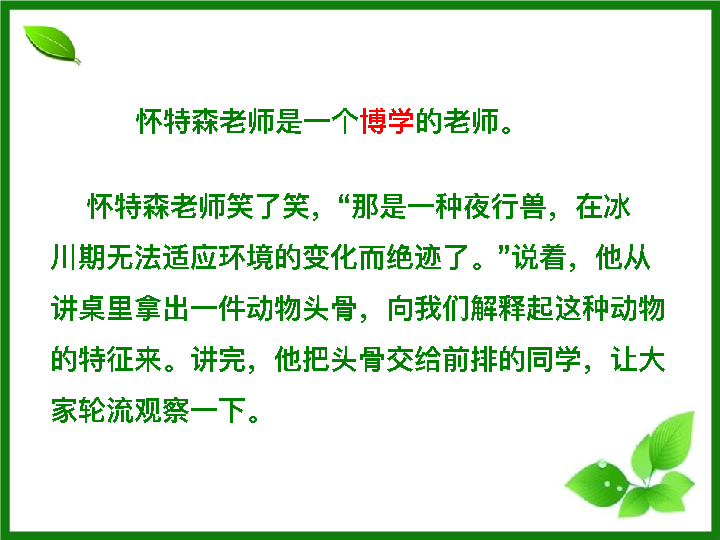 怀特森老师是一个博学的老师。
怀特森老师笑了笑，“那是一种夜行兽，在冰
川期无法适应环境的变化而绝迹了。”说着，他从
讲桌里拿出一件动物头骨，向我们解释起这种动物
的特征来。讲完，他把头骨交给前排的同学，让大
家轮流观察一下。